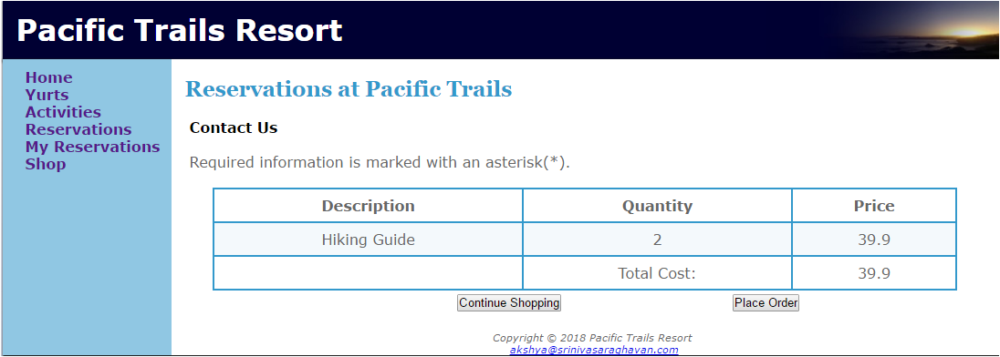 Pacific Trails Resort
Home
Yurts
Activities
Reservations
My Reservations
Shop
Reservations at Pacific Trails
Contact Us
Required information is marked with an asterisk(*).
Description Quantity Price
Hiking Guide 2 39.9
Total Cost: 39.9
Continue Shopping Place Order
Copyright © 2018 Pacific Trails Resort
akshya@srinivasaraghavan.com